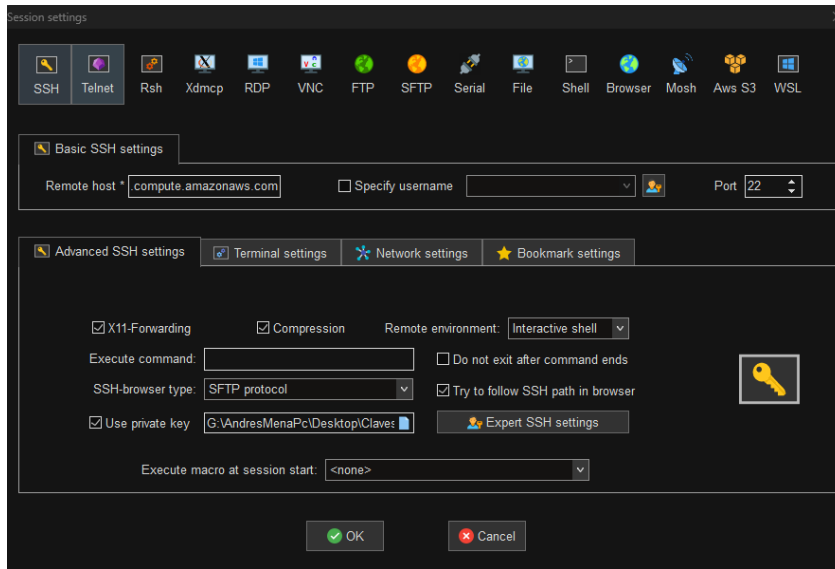 Session settings
SSH Telnet Rsh Xdmcp RDP VNC FTP SFTP Serial File Shell Browser Mosh Aws S3 WSL
Basic SSH settings
Remote host * .compute.amazonaws.com Specify username Port 22
Advanced SSH settings Terminal settings Network settings Bookmark settings
X11-Forwarding Compression Remote environment: Interactive shell
Execute command: Do not exit after command ends
SSH-browser type: SFTP protocol Try to follow SSH path in browser
Use private key G:\AndresMenaPc\Desktop\Claves Expert SSH settings
Execute macro at session start: <none>
OK Cancel